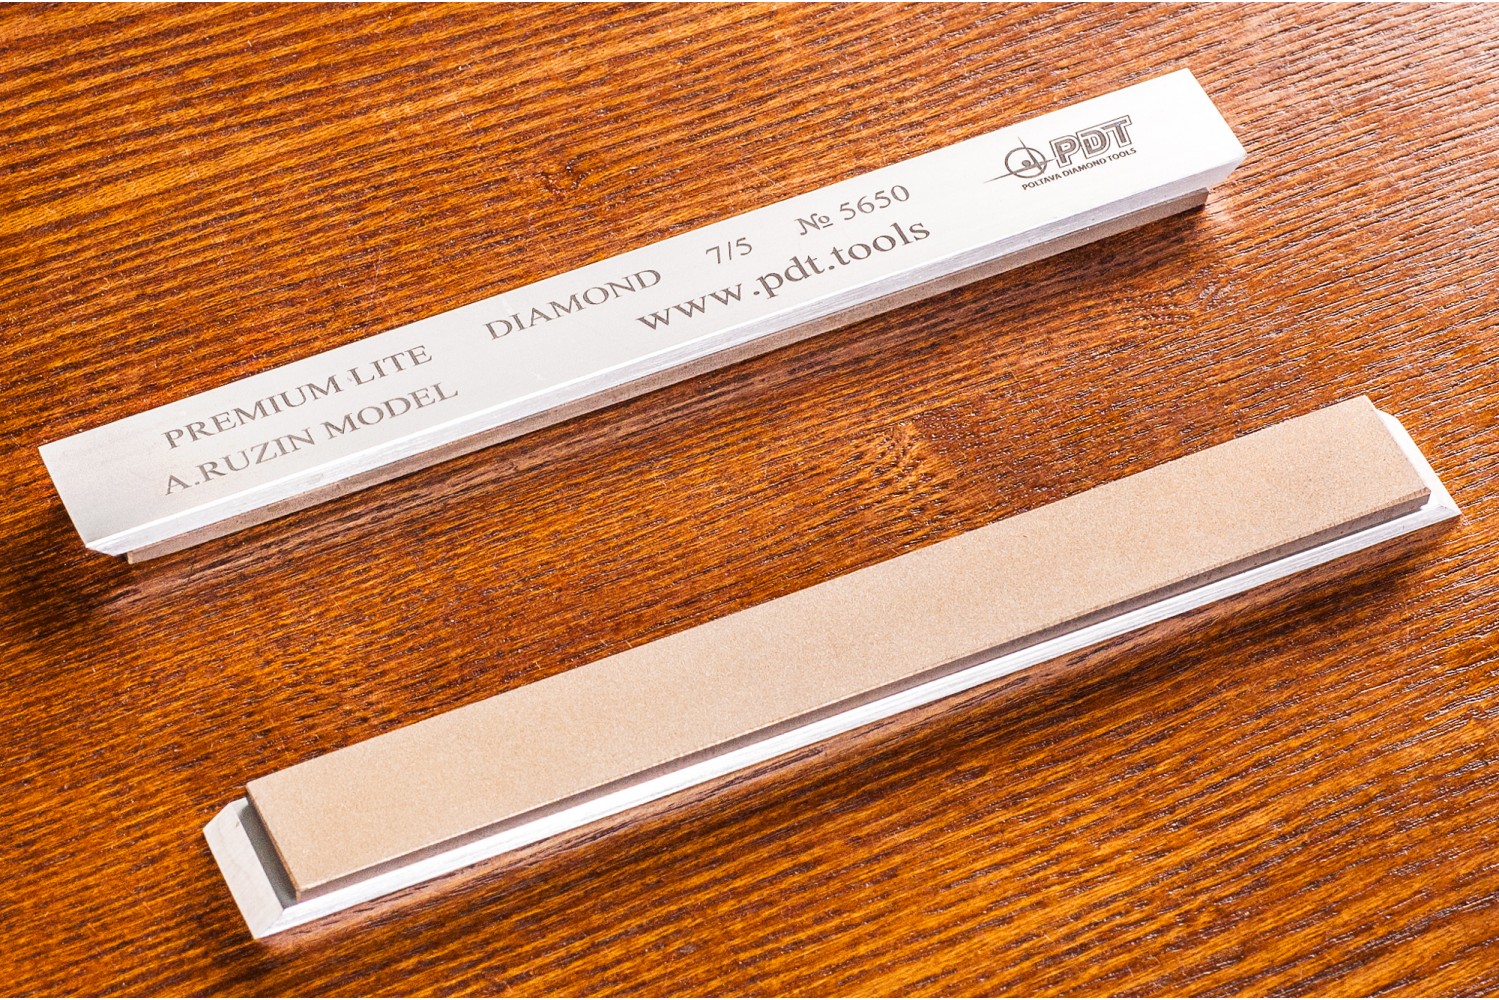 PREMIUM LITE DIAMOND 7/5 № 5650
A.RUZIN MODEL www.pdt.tools
PDT
POLTAVA DIAMOND TOOLS